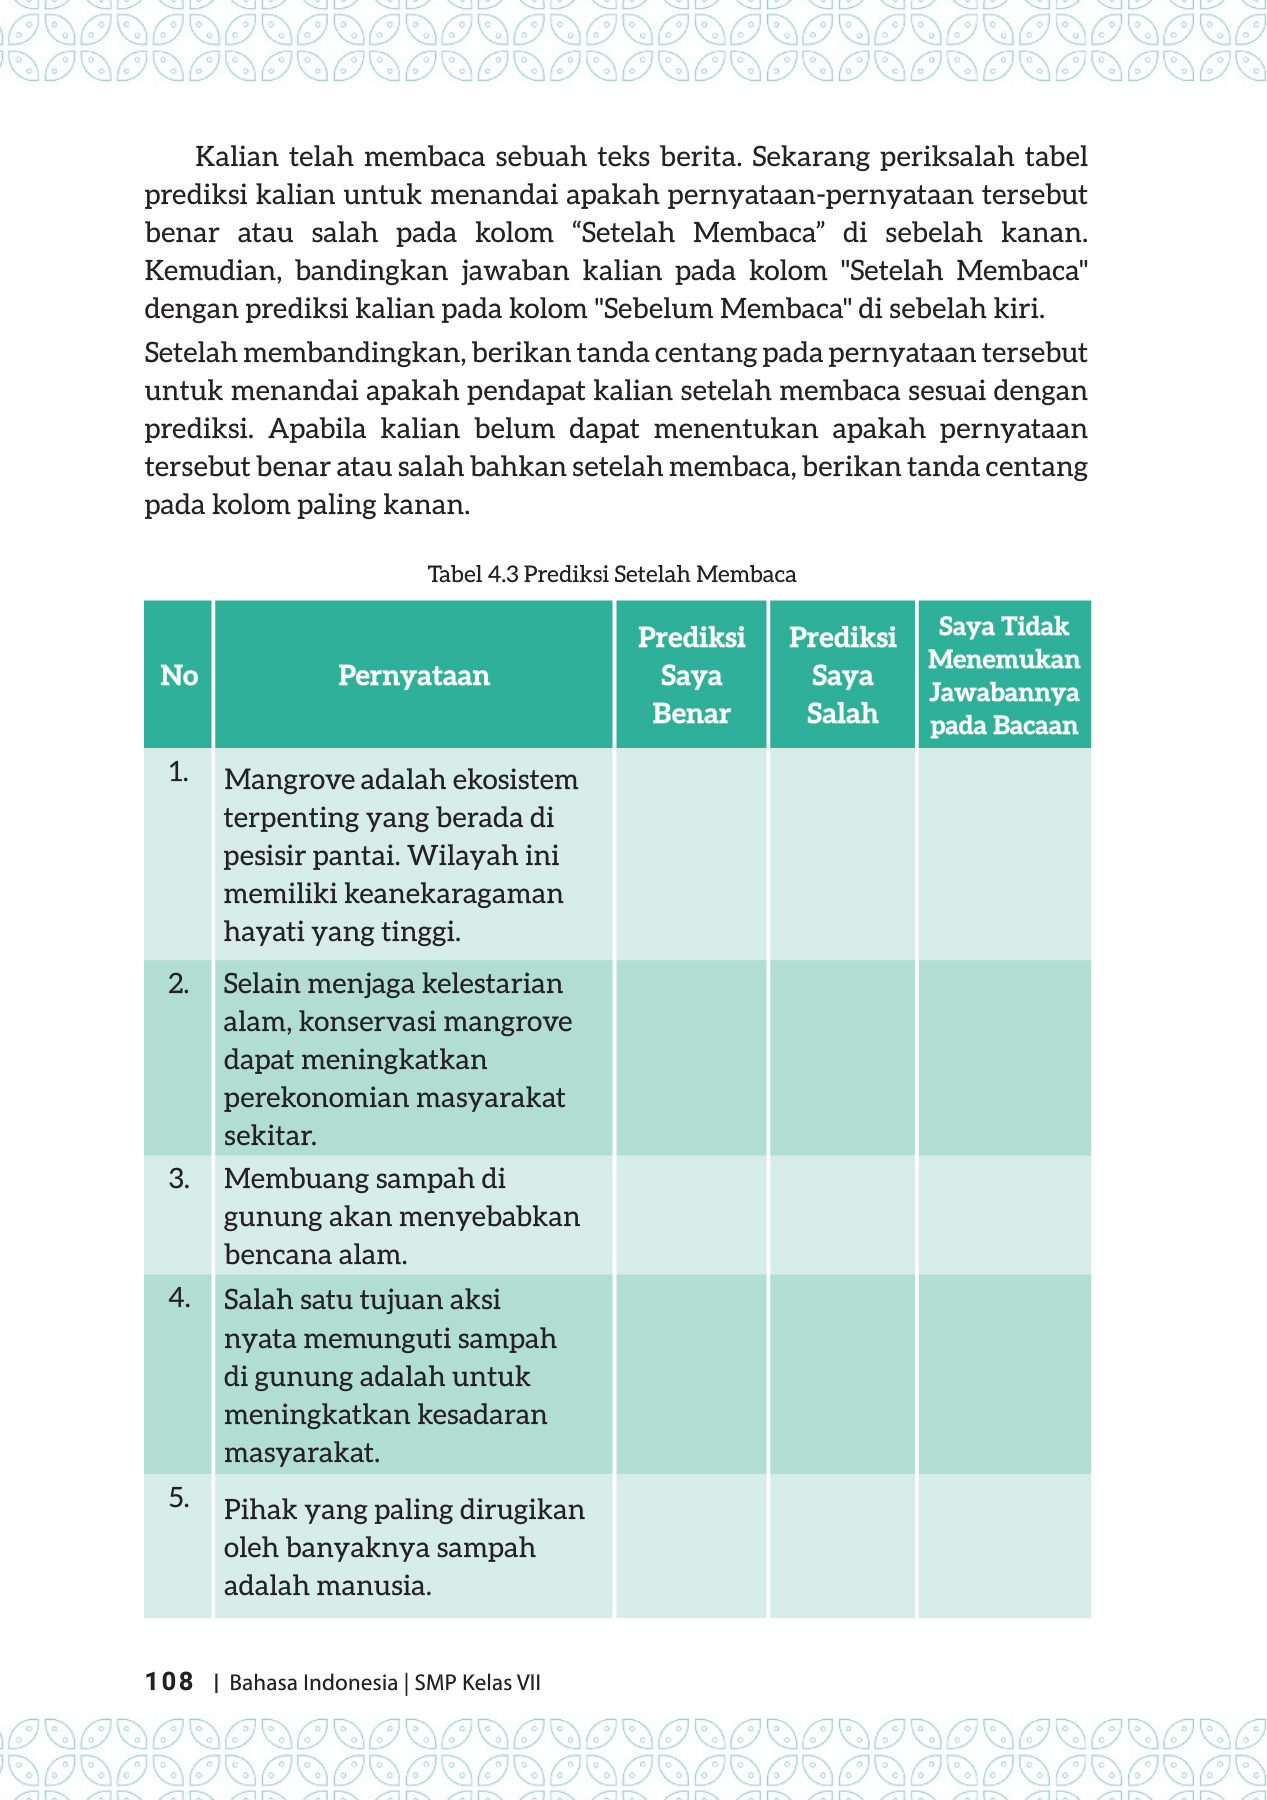 Kalian telah membaca sebuah teks berita. Sekarang periksalah tabel
prediksi kalian untuk menandai apakah pernyataan-pernyataan tersebut
benar atau salah pada kolom “Setelah Membaca” di sebelah kanan.
Kemudian, bandingkan jawaban kalian pada kolom "Setelah Membaca"
dengan prediksi kalian pada kolom "Sebelum Membaca" di sebelah kiri.
Setelah membandingkan, berikan tanda centang pada pernyataan tersebut
untuk menandai apakah pendapat kalian setelah membaca sesuai dengan
prediksi. Apabila kalian belum dapat menentukan apakah pernyataan
tersebut benar atau salah bahkan setelah membaca, berikan tanda centang
pada kolom paling kanan.
Tabel 4.3 Prediksi Setelah Membaca
No
Pernyataan
Prediksi
Saya
Benar
Prediksi
Saya
Salah
Saya Tidak
Menemukan
Jawabannya
pada Bacaan
1.
Mangrove adalah ekosistem
terpenting yang berada di
pesisir pantai. Wilayah ini
memiliki keanekaragaman
hayati yang tinggi.
2.
Selain menjaga kelestarian
alam, konservasi mangrove
dapat meningkatkan
perekonomian masyarakat
sekitar.
3.
Membuang sampah di
gunung akan menyebabkan
bencana alam.
4.
Salah satu tujuan aksi
nyata memunguti sampah
di gunung adalah untuk
meningkatkan kesadaran
masyarakat.
5.
Pihak yang paling dirugikan
oleh banyaknya sampah
adalah manusia.
108 | Bahasa Indonesia | SMP Kelas VII